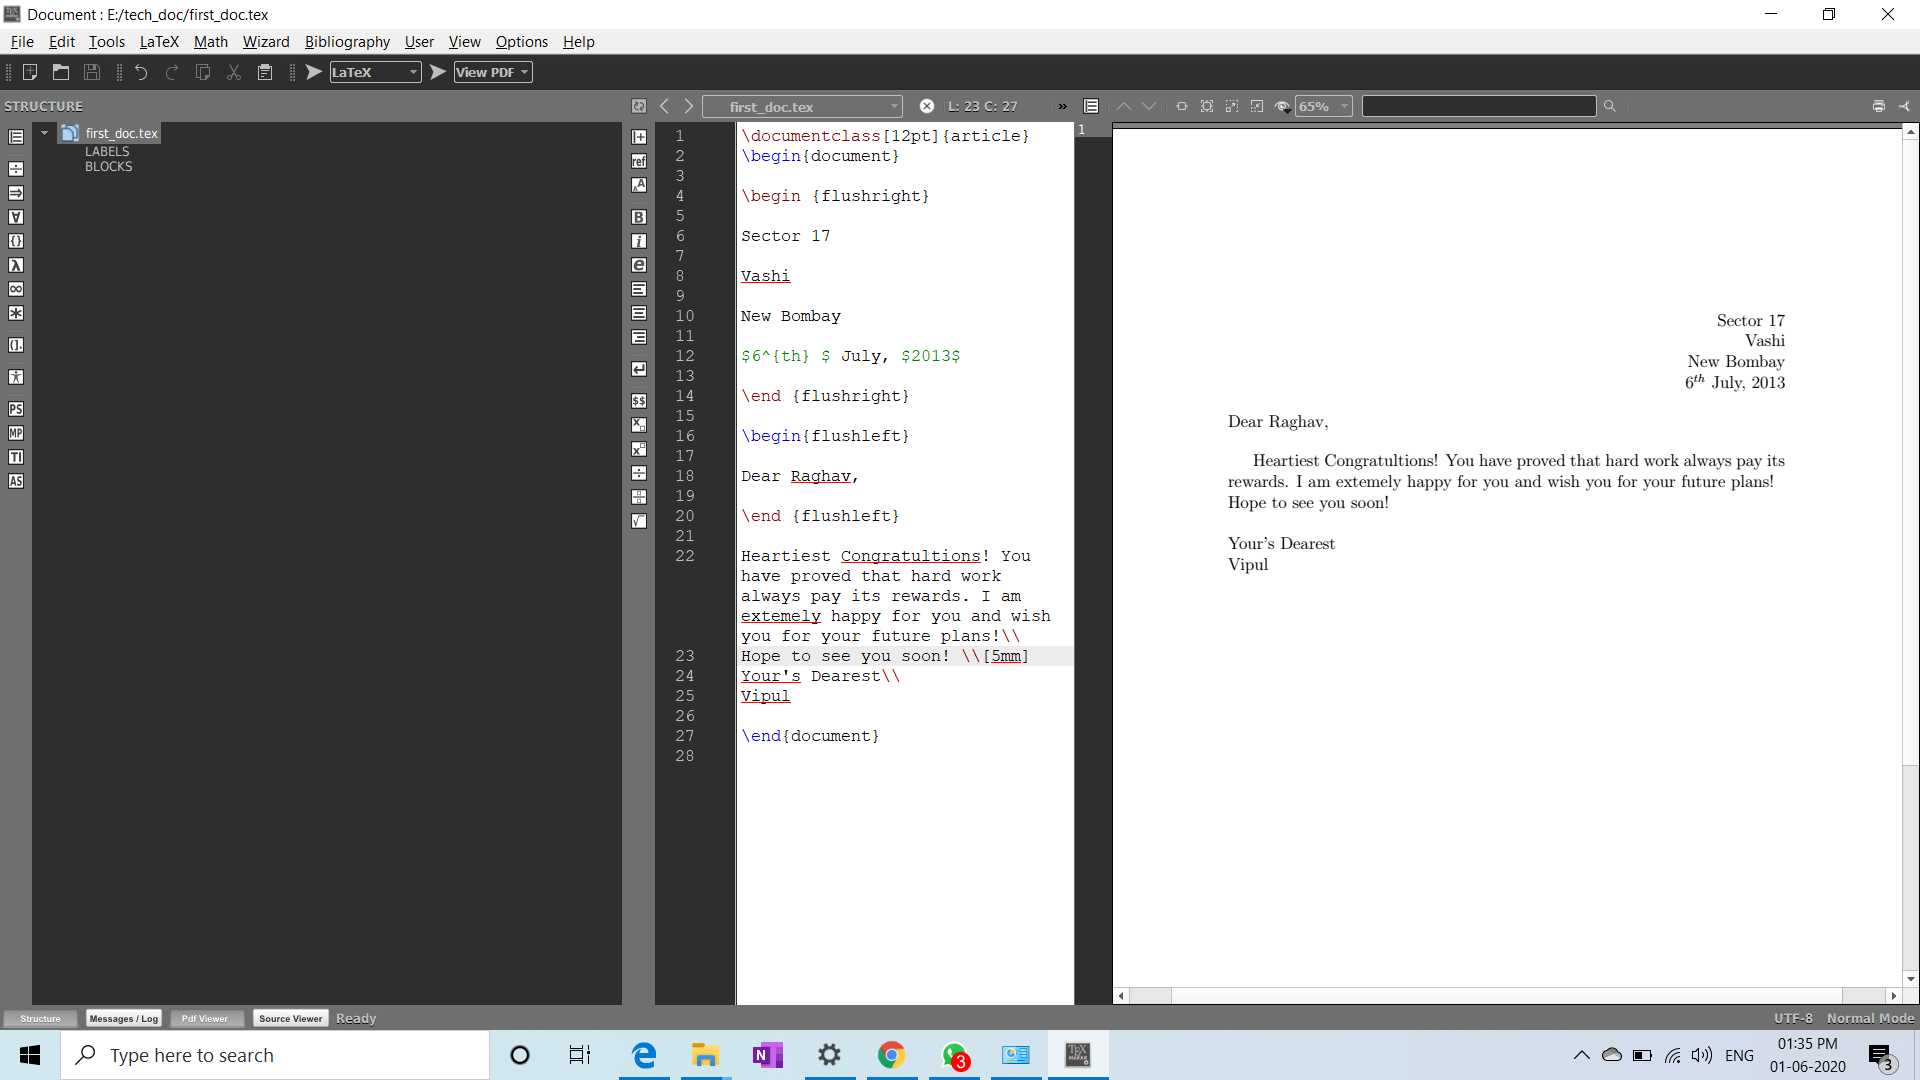 Document : E:/tech_doc/first_doc.tex
File Edit Tools LaTeX Math Wizard Bibliography User View Options Help
LaTeX View PDF
STRUCTURE first_doc.tex L: 23 C: 27 » 65%
first_doc.tex
LABELS
BLOCKS
ref
PS
MP
TI
AS
1 \documentclass[12pt]{article}
2 \begin{document}
3
4 \begin {flushright}
5
6 Sector 17
7
8 Vashi
9
10 New Bombay
11
12 $6^{th} $ July, $2013$
13
14 \end {flushright}
15
16 \begin{flushleft}
17
18 Dear Raghav,
19
20 \end {flushleft}
21
22 Heartiest Congratultions! You
have proved that hard work
always pay its rewards. I am
extemely happy for you and wish
you for your future plans!\\
23 Hope to see you soon! \\[5mm]
24 Your's Dearest\\
25 Vipul
26
27 \end{document}
28
1
Sector 17
Vashi
New Bombay
6th July, 2013
Dear Raghav,
Heartiest Congratultions! You have proved that hard work always pay its
rewards. I am extemely happy for you and wish you for your future plans!
Hope to see you soon!
Your's Dearest
Vipul
Structure Messages / Log Pdf Viewer Source Viewer Ready UTF-8 Normal Mode
Type here to search
3
ENG
01:35 PM
01-06-2020
3